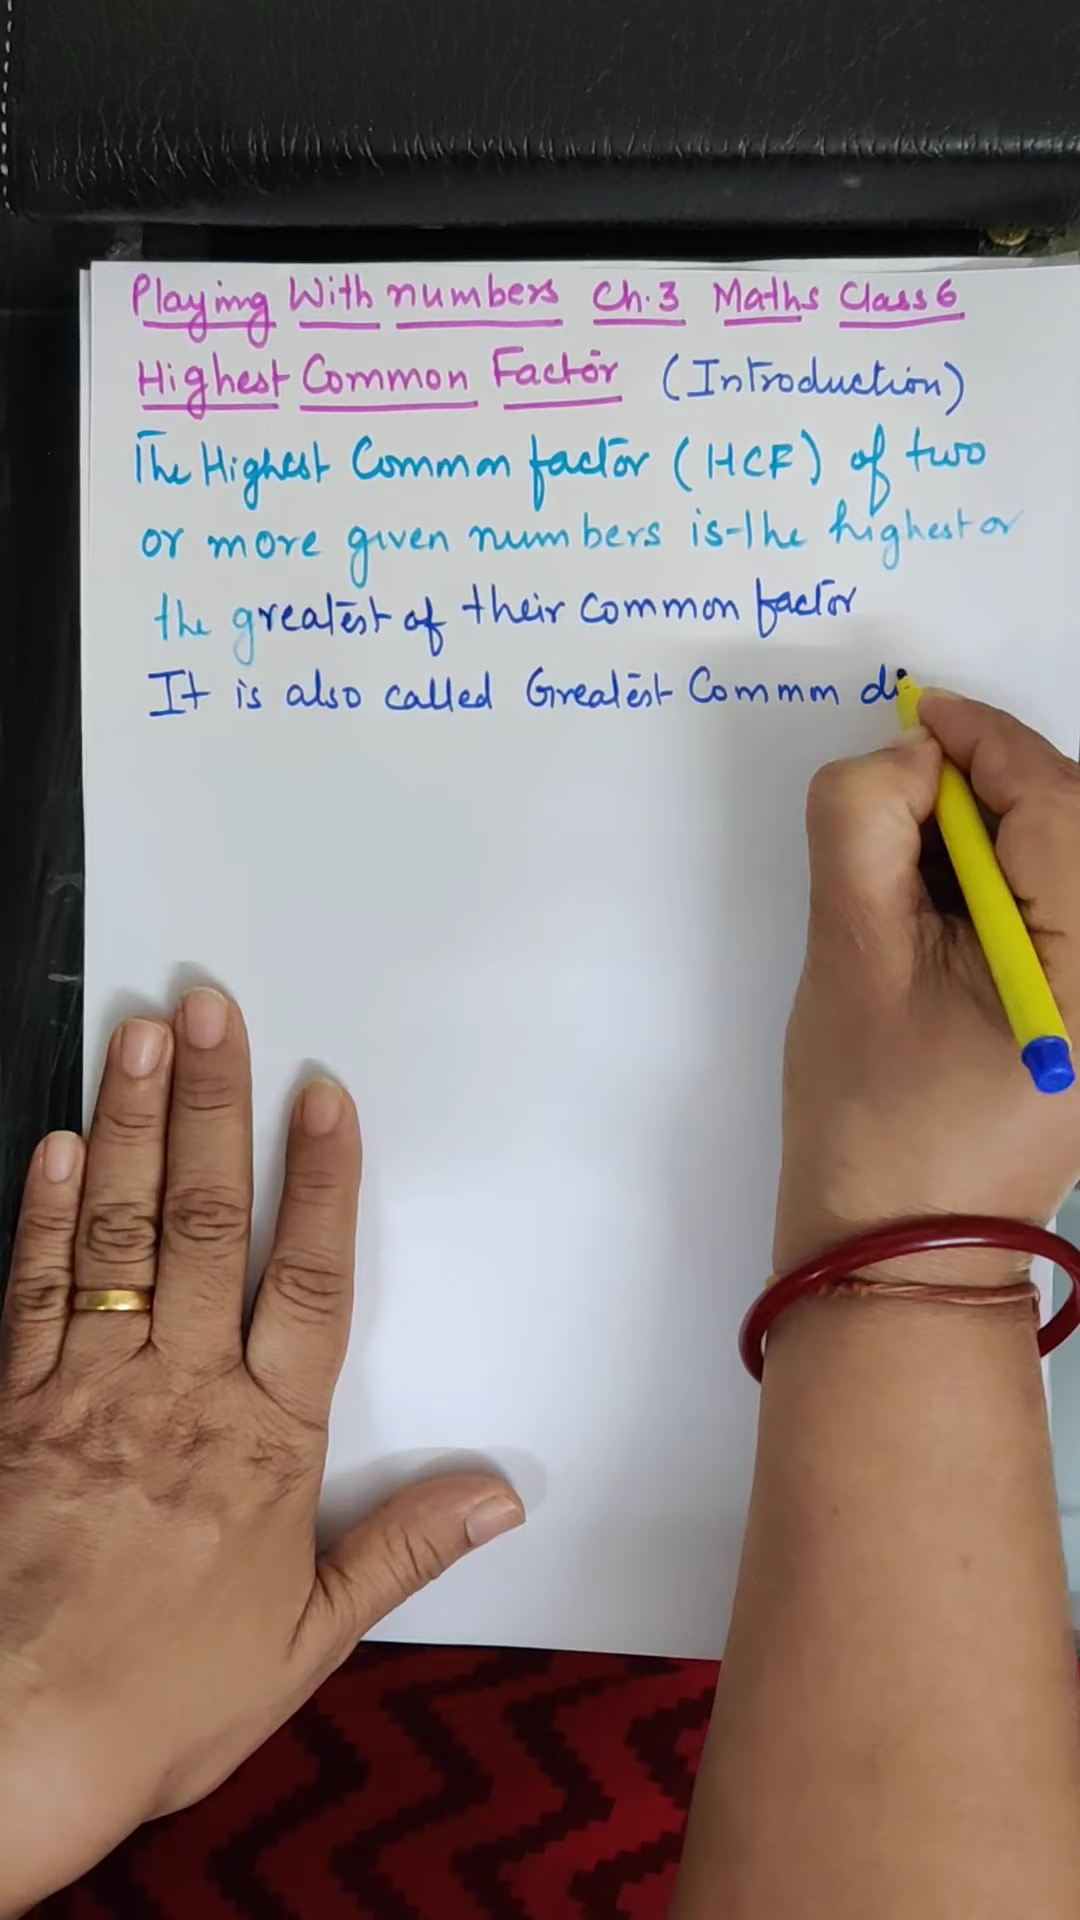 Playing With numbers Ch.3 Maths Class 6
Highest Common Factor (Introduction)
The Highest Common factor (HCF) of two
or more given numbers is the highest or
the greatest of their common factor
It is also called Greatest Common di